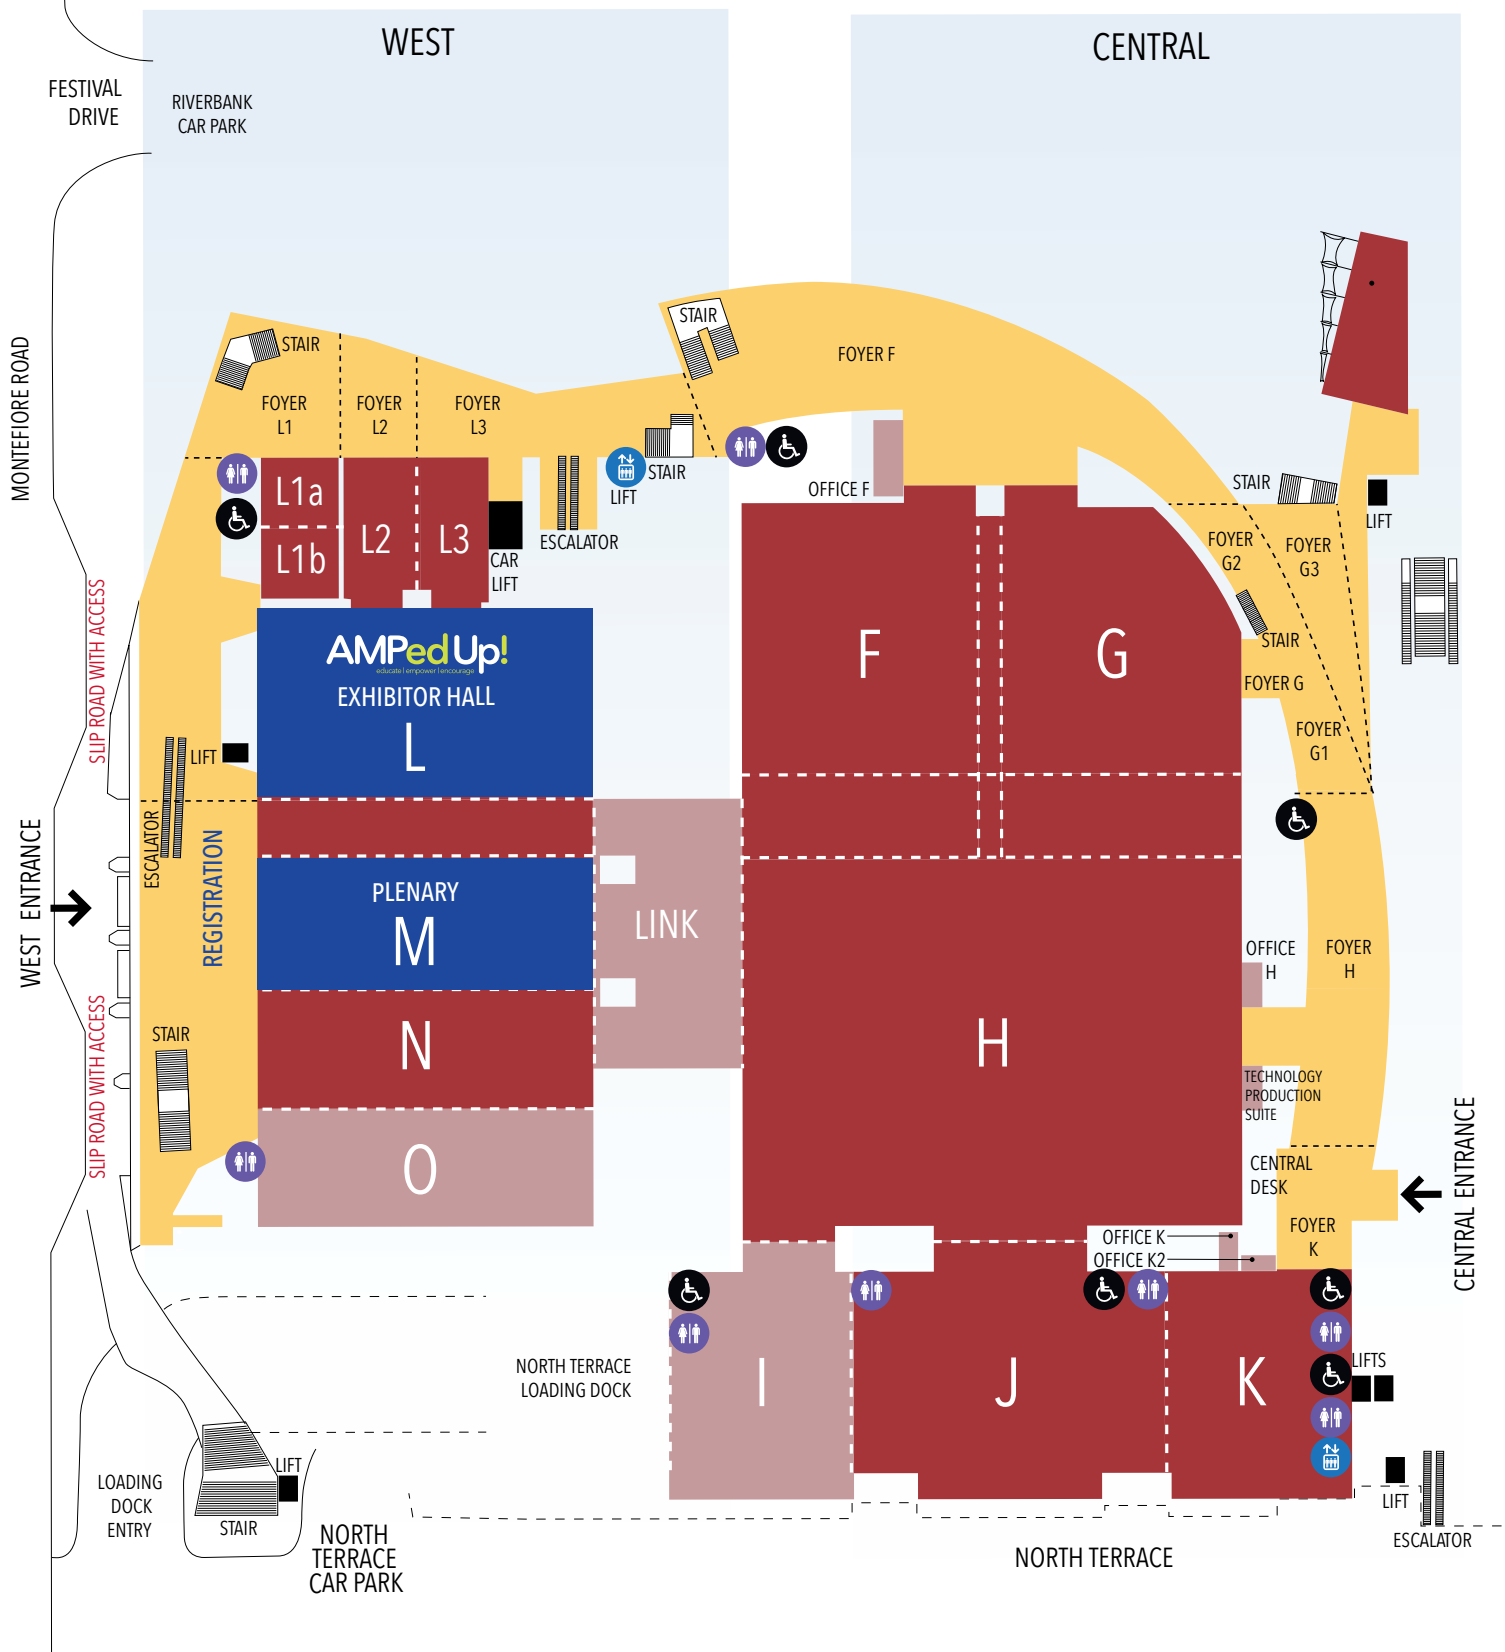 WEST
CENTRAL
FESTIVAL
DRIVE
RIVERBANK
CAR PARK
MONTEFIORE ROAD
STAIR
STAIR
FOYER F
FOYER
L1
FOYER
L2
FOYER
L3
L1a
L1b
L2
L3
CAR
LIFT
ESCALATOR
LIFT
STAIR
OFFICE F
STAIR
LIFT
FOYER
G2
FOYER
G3
STAIR
FOYER G
FOYER
G1
SLIP ROAD WITH ACCESS
AMPed Up!
educate | empower | encourage
EXHIBITOR HALL
L
F
G
LIFT
ESCALATOR
REGISTRATION
WEST ENTRANCE
PLENARY
M
LINK
OFFICE
H
FOYER
H
SLIP ROAD WITH ACCESS
STAIR
N
H
TECHNOLOGY
PRODUCTION
SUITE
O
CENTRAL
DESK
CENTRAL ENTRANCE
FOYER
K
OFFICE K
OFFICE K2
NORTH TERRACE
LOADING DOCK
I
J
K
LIFTS
LOADING
DOCK
ENTRY
LIFT
STAIR
NORTH
TERRACE
CAR PARK
NORTH TERRACE
LIFT
ESCALATOR